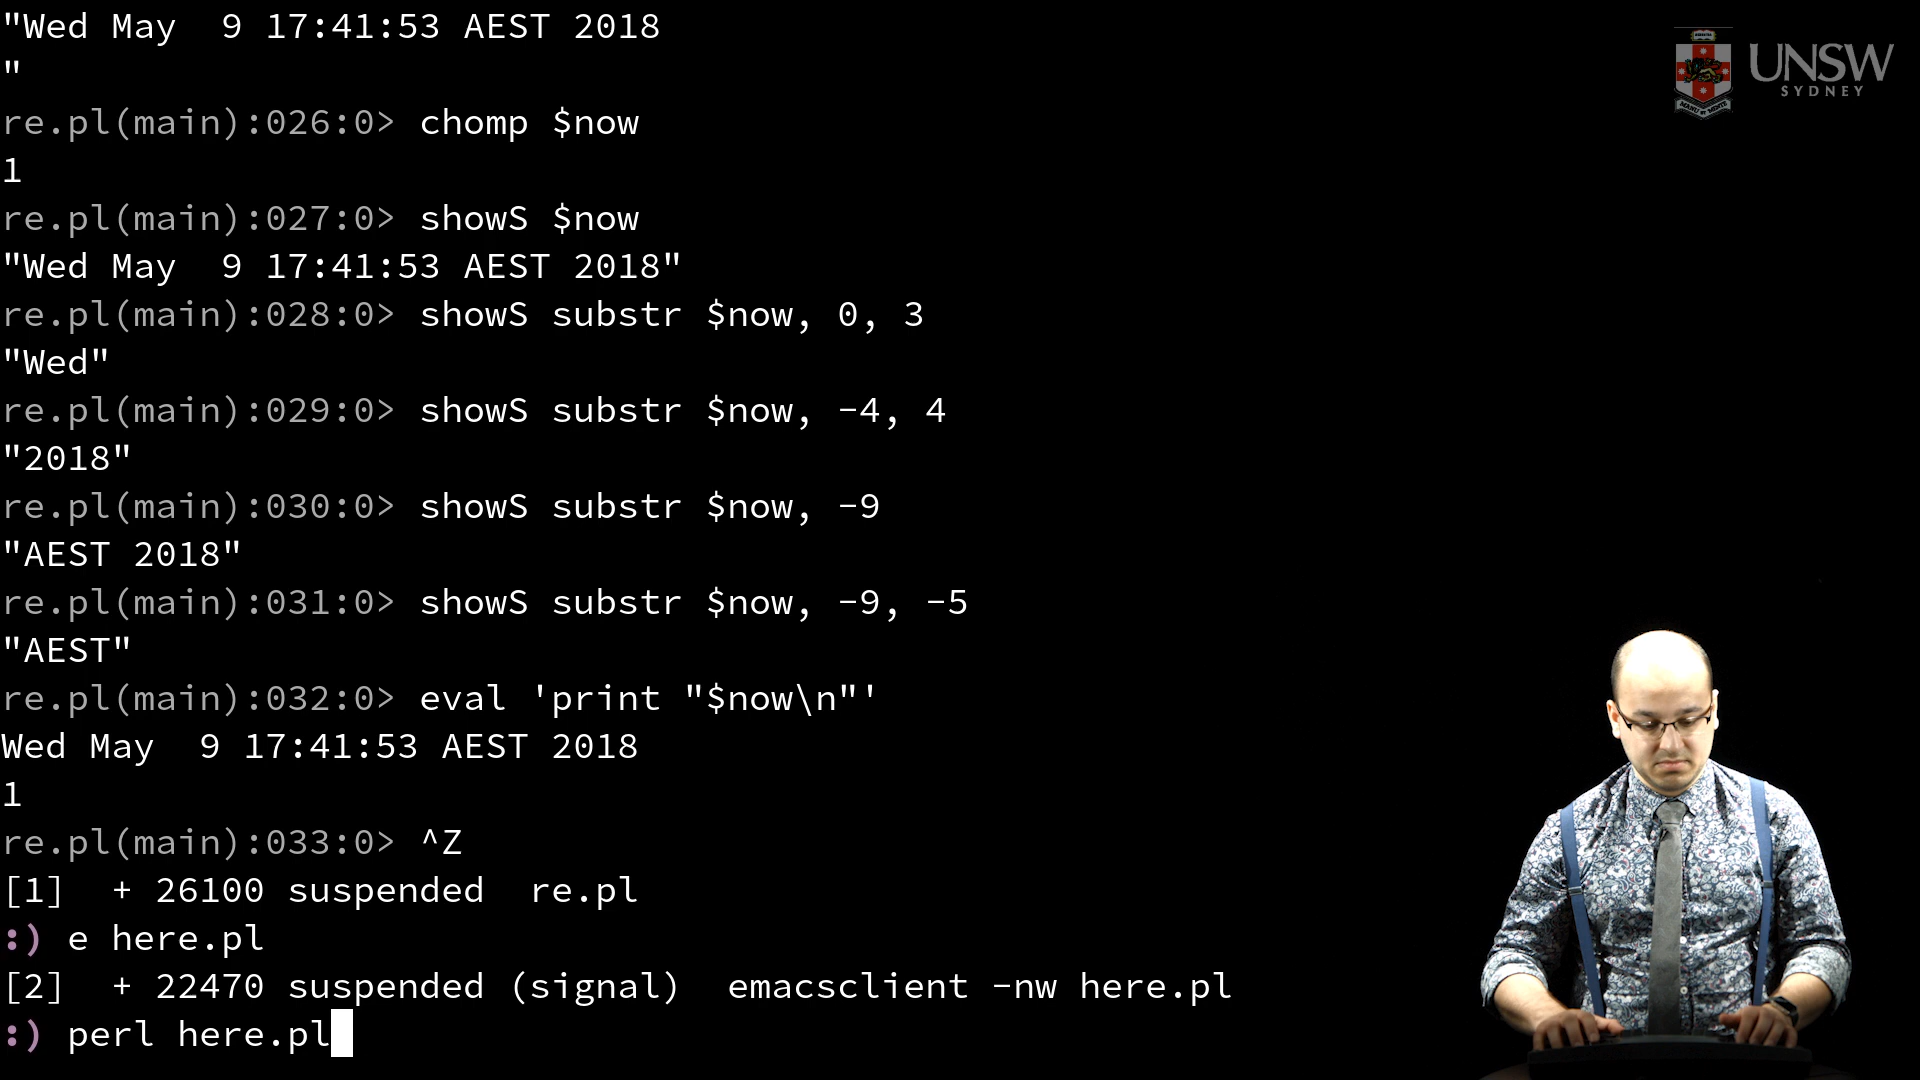 "Wed May  9 17:41:53 AEST 2018
"
re.pl(main):026:0> chomp $now
1
re.pl(main):027:0> showS $now
"Wed May  9 17:41:53 AEST 2018"
re.pl(main):028:0> showS substr $now, 0, 3
"Wed"
re.pl(main):029:0> showS substr $now, -4, 4
"2018"
re.pl(main):030:0> showS substr $now, -9
"AEST 2018"
re.pl(main):031:0> showS substr $now, -9, -5
"AEST"
re.pl(main):032:0> eval 'print "$now\n"'
Wed May  9 17:41:53 AEST 2018
1
re.pl(main):033:0> ^Z
[1]  + 26100 suspended  re.pl
:) e here.pl
[2]  + 22470 suspended (signal)  emacsclient -nw here.pl
:) perl here.pl
UNSW
SYDNEY